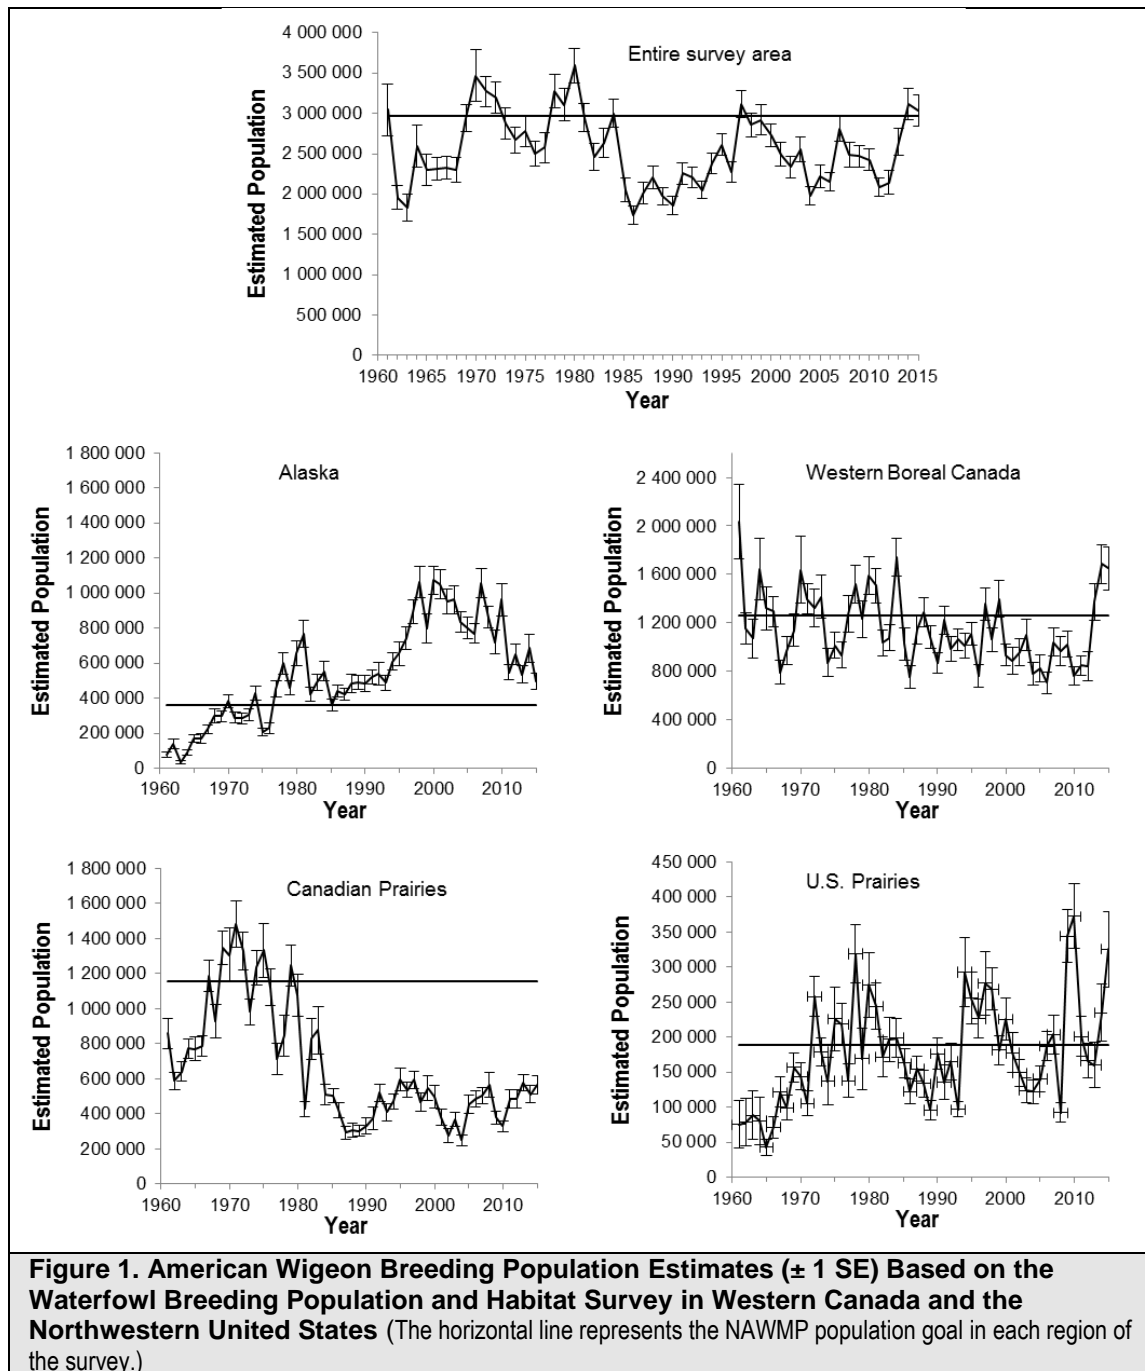 Entire survey area
Estimated Population
4 000 000
3 500 000
3 000 000
2 500 000
2 000 000
1 500 000
1 000 000
500 000
0
1960 1965 1970 1975 1980 1985 1990 1995 2000 2005 2010 2015
Year
Alaska
Estimated Population
1 800 000
1 600 000
1 400 000
1 200 000
1 000 000
800 000
600 000
400 000
200 000
0
1960 1970 1980 1990 2000 2010
Year
Western Boreal Canada
Estimated Population
2 400 000
2 000 000
1 600 000
1 200 000
800 000
400 000
0
1960 1970 1980 1990 2000 2010
Year
Canadian Prairies
Estimated Population
1 800 000
1 600 000
1 400 000
1 200 000
1 000 000
800 000
600 000
400 000
200 000
0
1960 1970 1980 1990 2000 2010
Year
U.S. Prairies
Estimated Population
450 000
400 000
350 000
300 000
250 000
200 000
150 000
100 000
50 000
0
1960 1970 1980 1990 2000 2010
Year
Figure 1. American Wigeon Breeding Population Estimates (± 1 SE) Based on the
Waterfowl Breeding Population and Habitat Survey in Western Canada and the
Northwestern United States (The horizontal line represents the NAWMP population goal in each region of
the survey.)